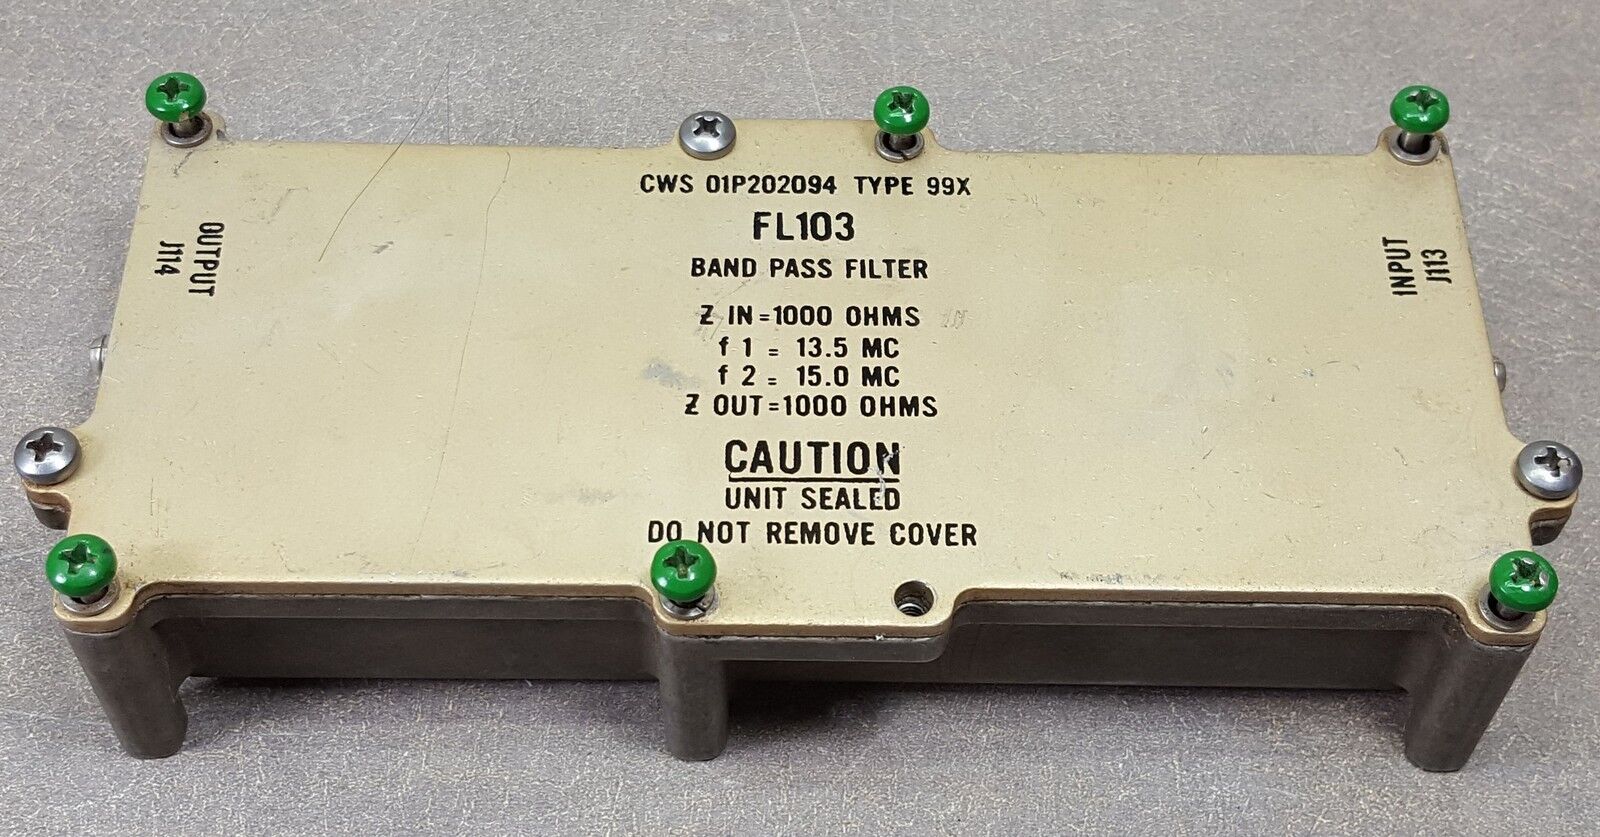 CWS 01P202094 TYPE 99X
FL103
BAND PASS FILTER
Z IN = 1000 OHMS
f 1 = 13.5 MC
f 2 = 15.0 MC
Z OUT = 1000 OHMS
CAUTION
UNIT SEALED
DO NOT REMOVE COVER
OUTPUT
J114
INPUT
J113